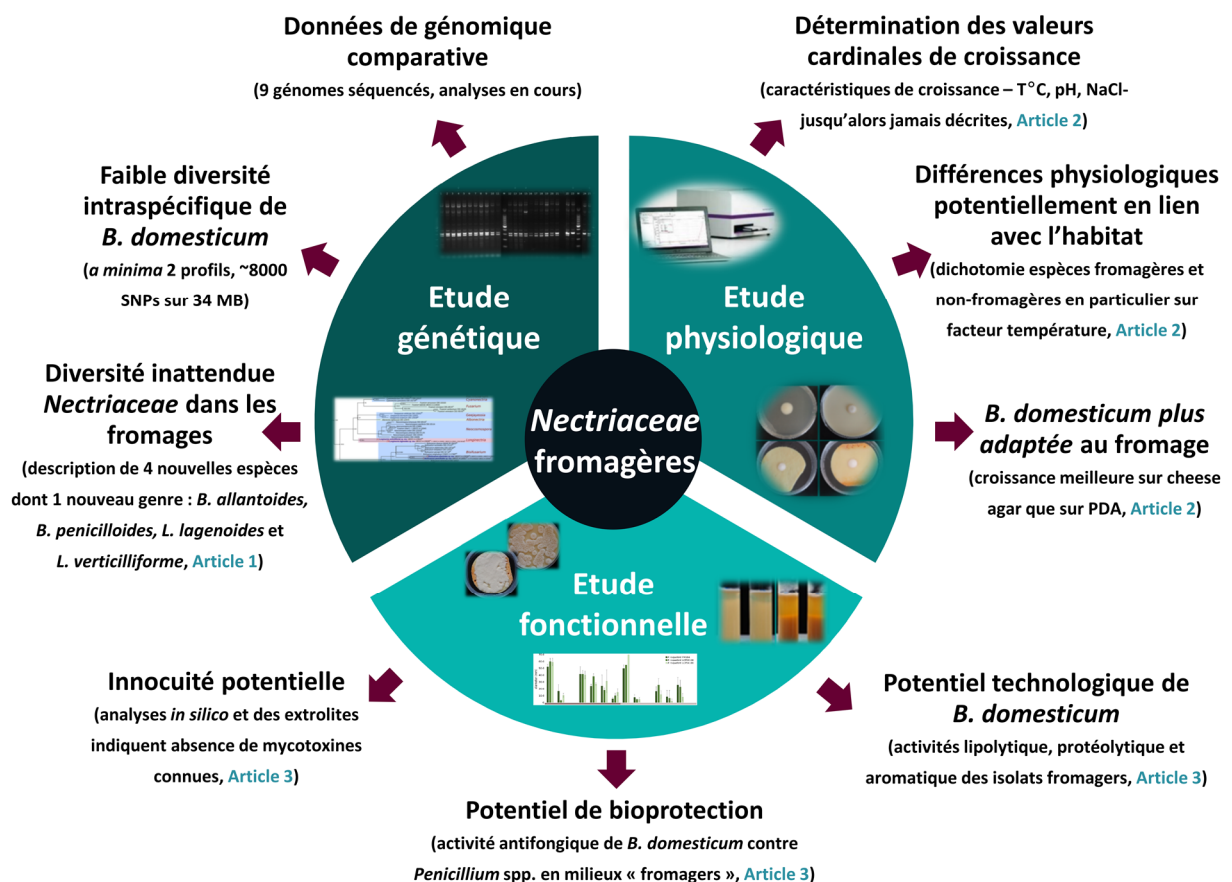 Données de génomique
comparative
(9 génomes séquencés, analyses en cours)
Détermination des valeurs
cardinales de croissance
(caractéristiques de croissance – T°C, pH, NaCl-
jusqu’alors jamais décrites, Article 2)
Faible diversité
intraspécifique de
B. domesticum
(a minima 2 profils, ~8000
SNPs sur 34 MB)
Différences physiologiques
potentiellement en lien
avec l’habitat
(dichotomie espèces fromagères et
non-fromagères en particulier sur
facteur température, Article 2)
Etude
génétique
Etude
physiologique
Diversité inattendue
Nectriaceae dans les
fromages
(description de 4 nouvelles espèces
dont 1 nouveau genre : B. allantoides,
B. penicilloides, L. lagenoides et
L. verticilliforme, Article 1)
Nectriaceae
fromagères
B. domesticum plus
adaptée au fromage
(croissance meilleure sur cheese
agar que sur PDA, Article 2)
Etude
fonctionnelle
Innocuité potentielle
(analyses in silico et des extrolites
indiquent absence de mycotoxines
connues, Article 3)
Potentiel technologique de
B. domesticum
(activités lipolytique, protéolytique et
aromatique des isolats fromagers, Article 3)
Potentiel de bioprotection
(activité antifongique de B. domesticum contre
Penicillium spp. en milieux « fromagers », Article 3)